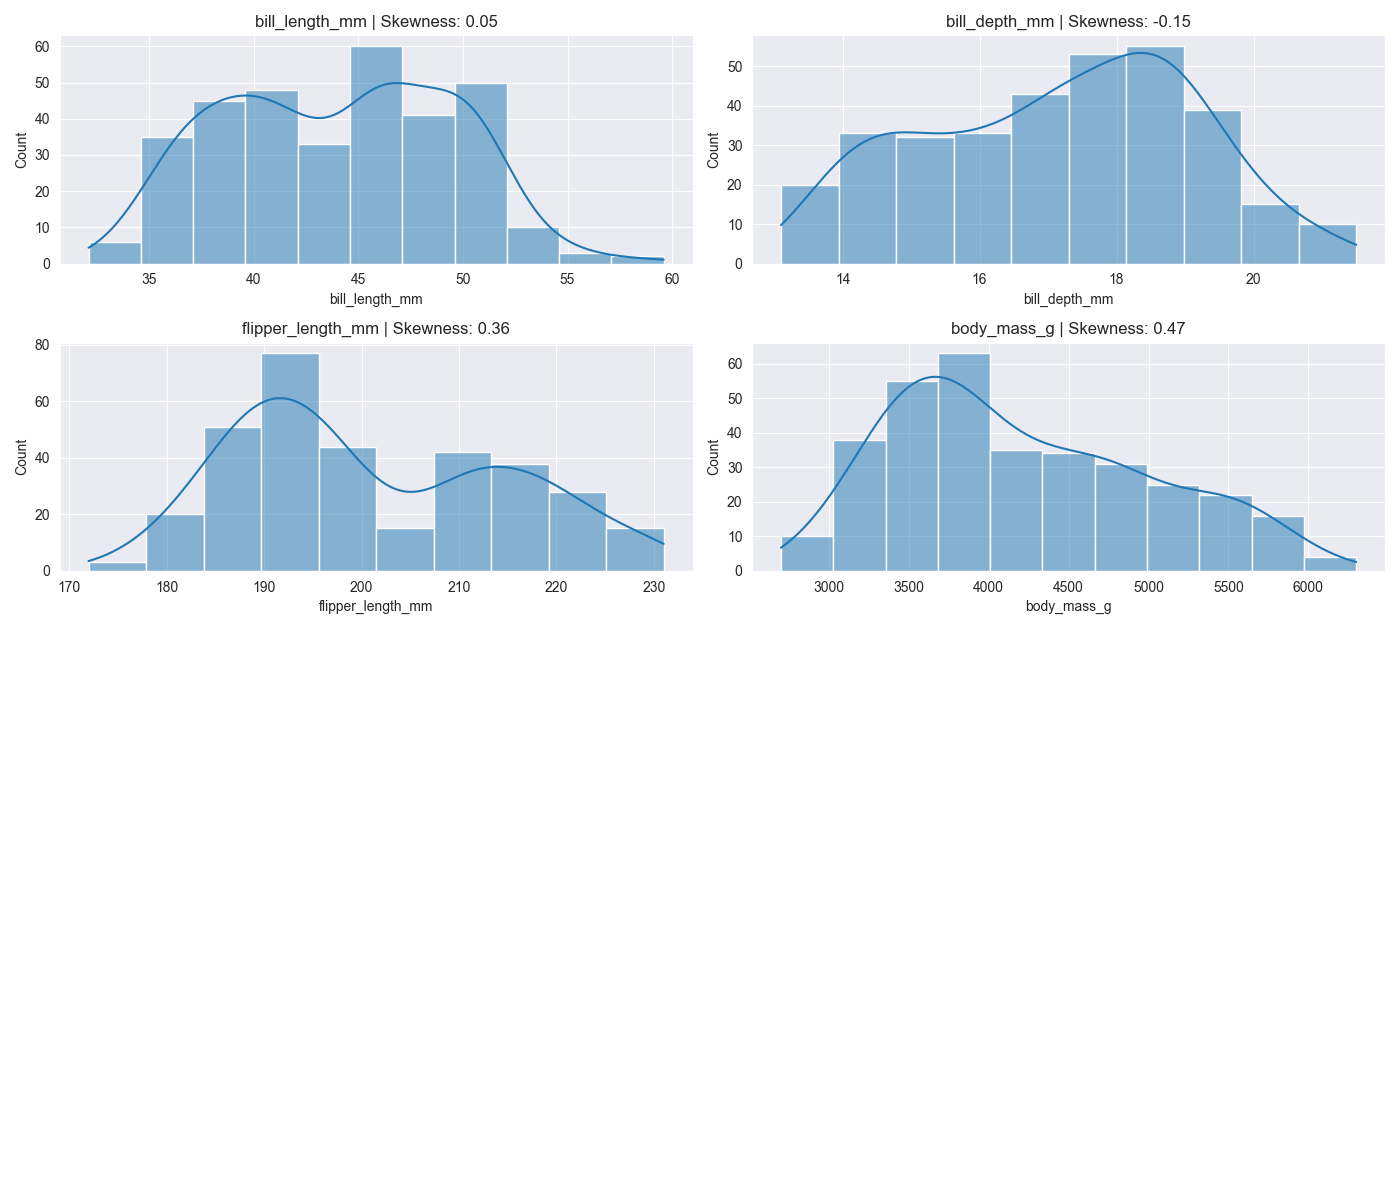 bill_length_mm | Skewness: 0.05
60
50
40
30
20
10
0
Count
35 40 45 50 55 60
bill_length_mm
bill_depth_mm | Skewness: -0.15
50
40
30
20
10
0
Count
14 16 18 20
bill_depth_mm
flipper_length_mm | Skewness: 0.36
80
60
40
20
0
Count
170 180 190 200 210 220 230
flipper_length_mm
body_mass_g | Skewness: 0.47
60
50
40
30
20
10
0
Count
3000 3500 4000 4500 5000 5500 6000
body_mass_g